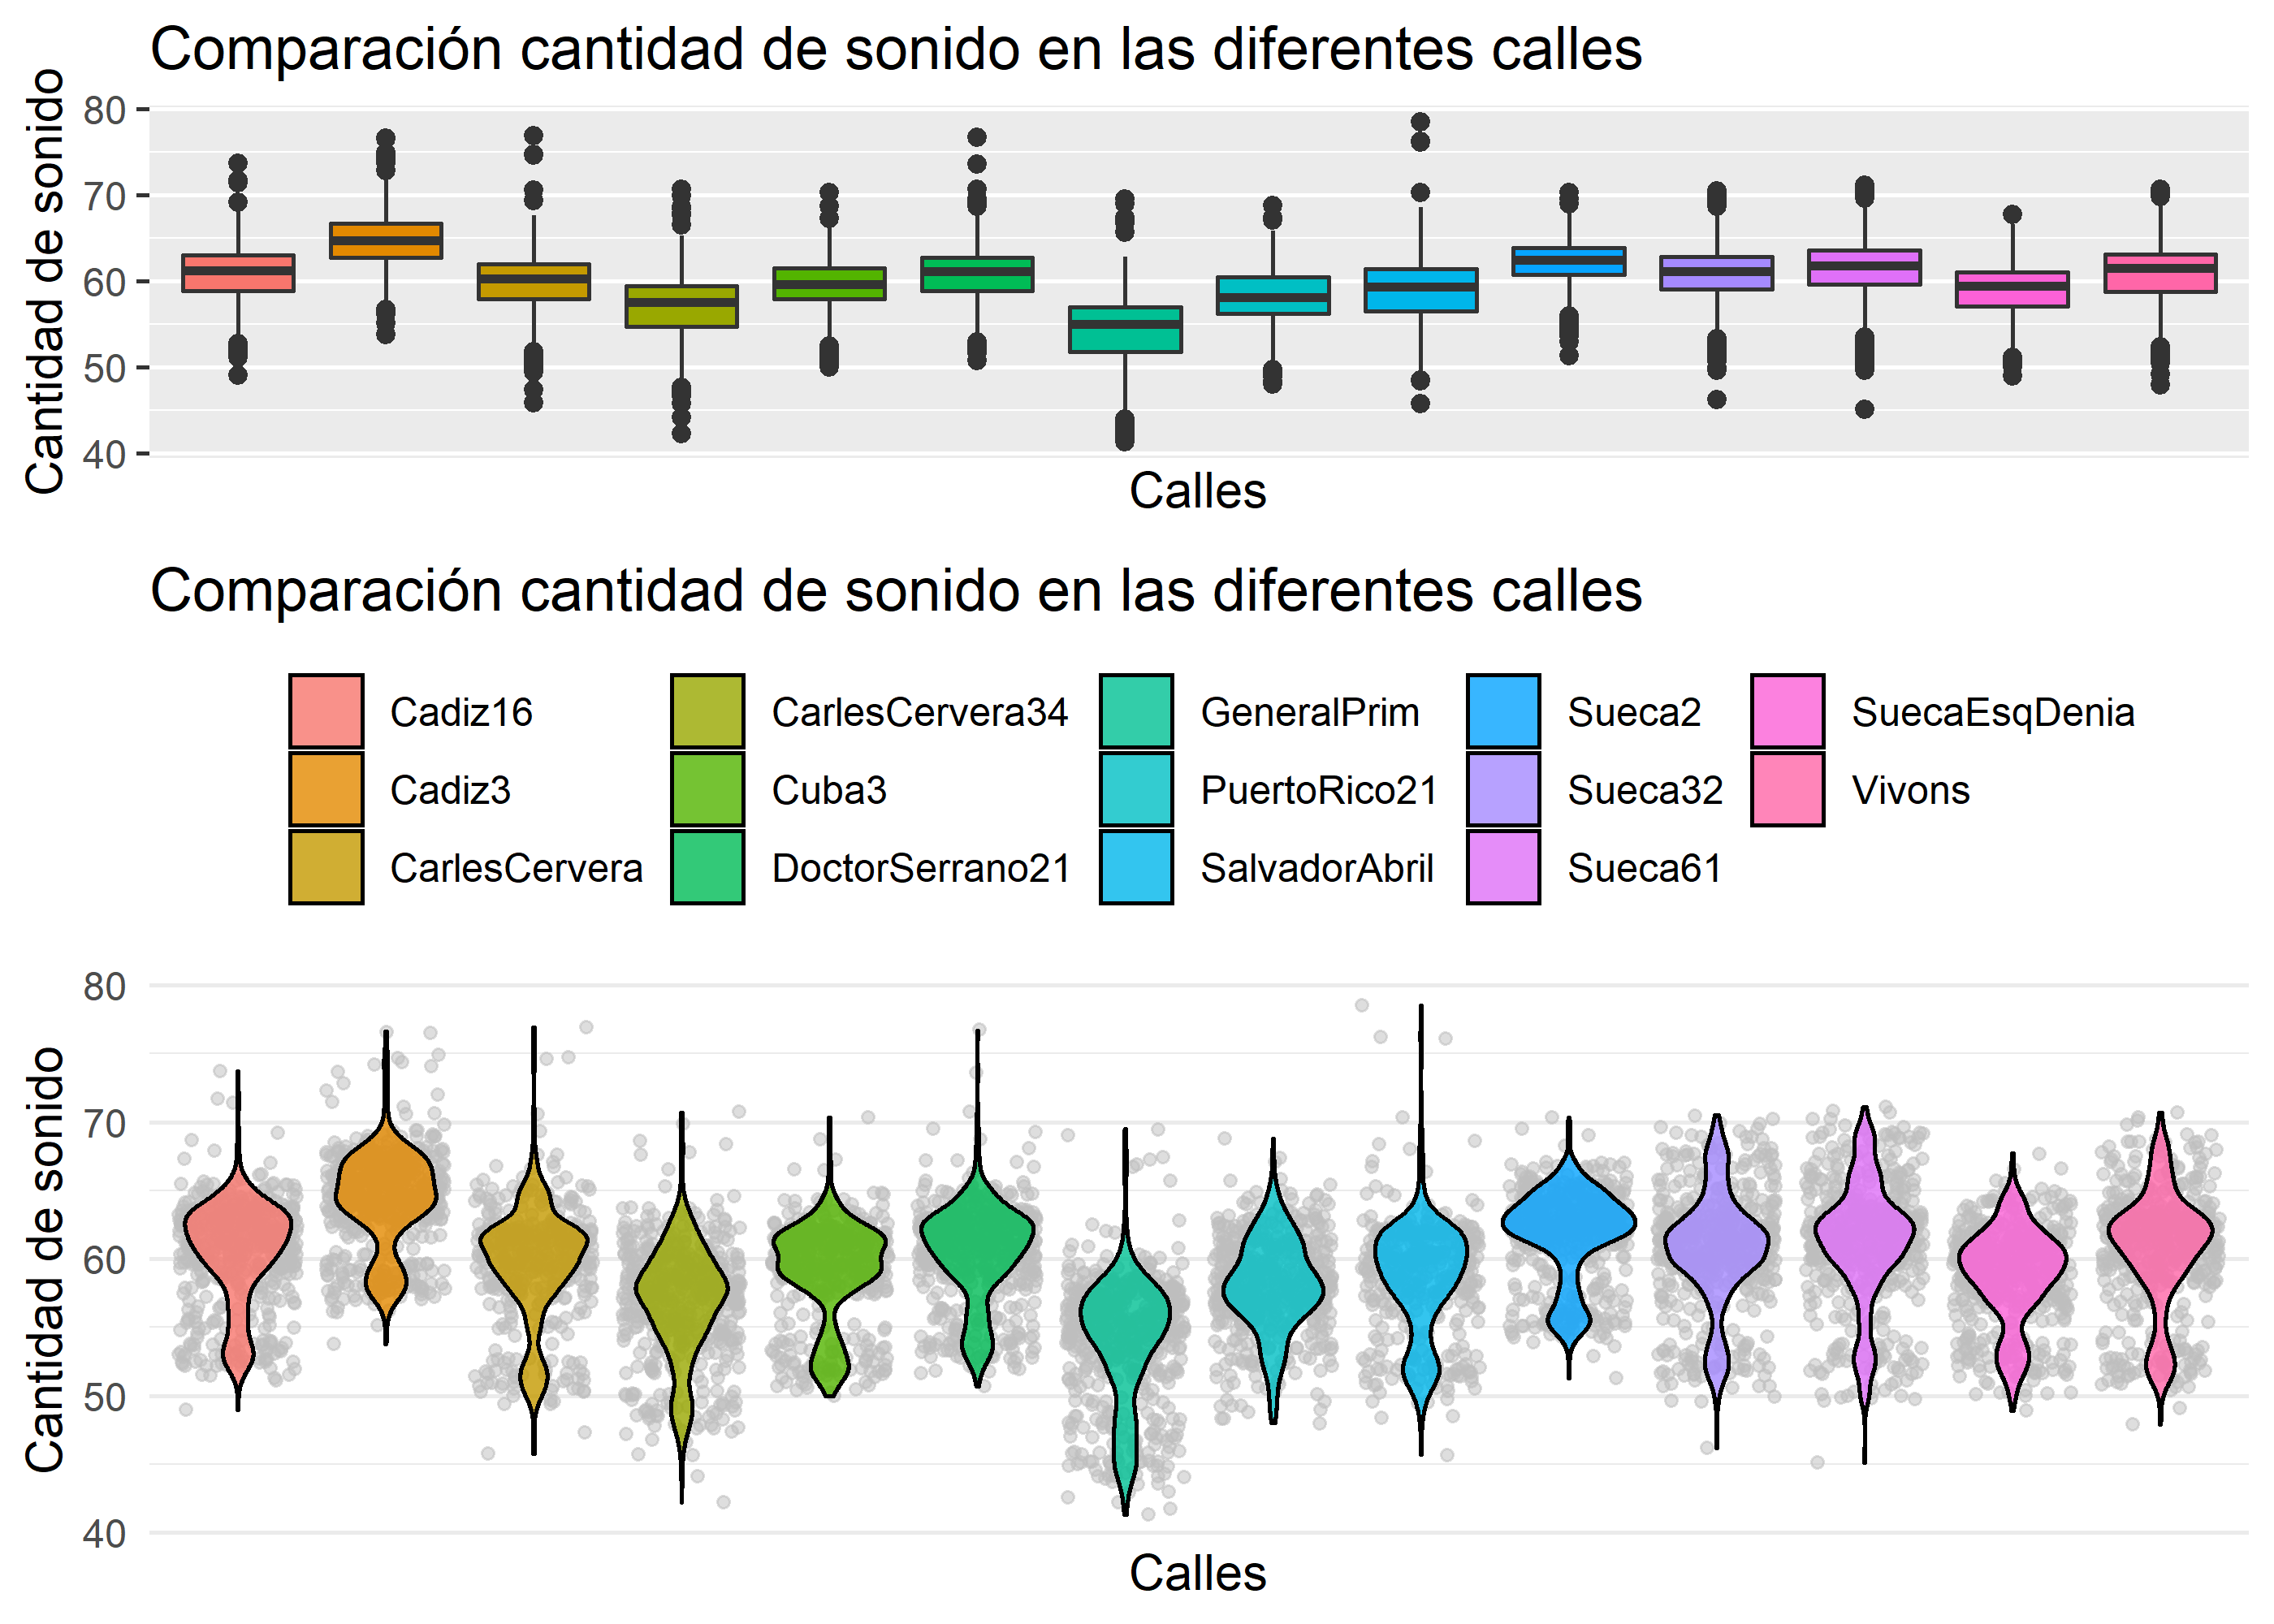 Comparación cantidad de sonido en las diferentes calles
Cantidad de sonido
80
70
60
50
40
Calles
Comparación cantidad de sonido en las diferentes calles
Cadiz16 CarlesCervera34 GeneralPrim Sueca2 SuecaEsqDenia
Cadiz3 Cuba3 PuertoRico21 Sueca32 Vivons
CarlesCervera DoctorSerrano21 SalvadorAbril Sueca61
Cantidad de sonido
80
70
60
50
40
Calles